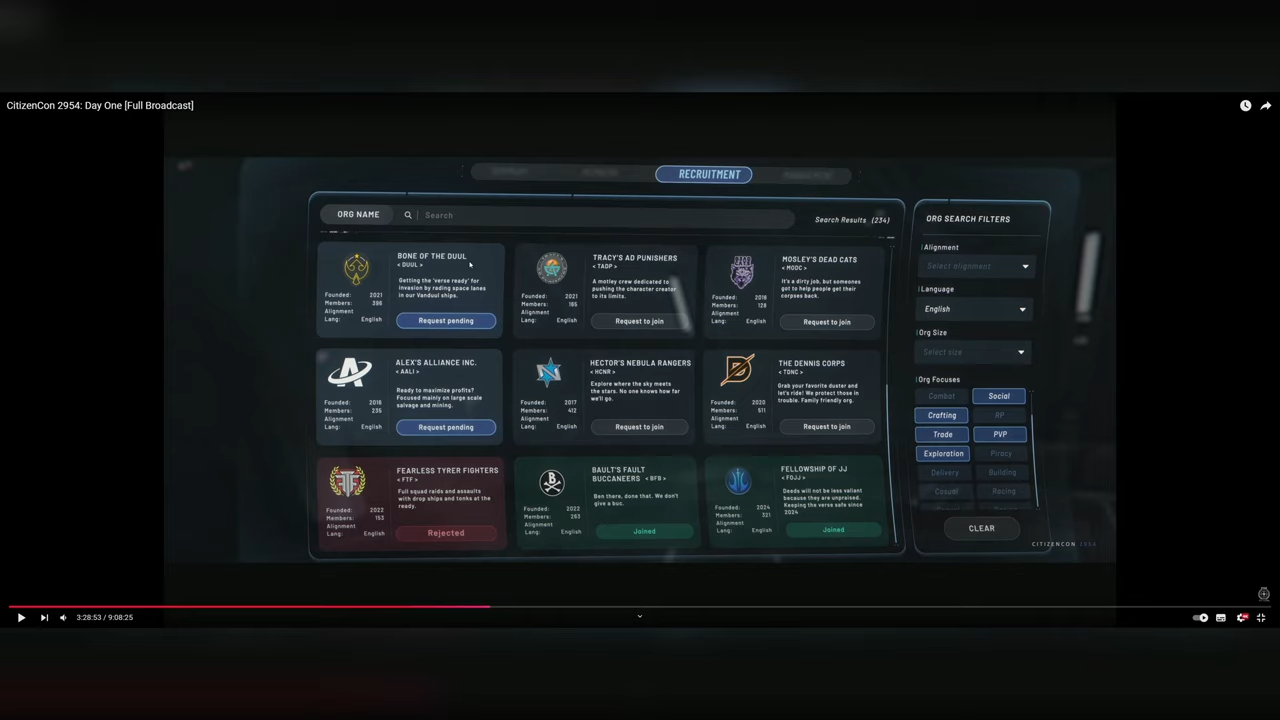 CitizenCon 2954: Day One [Full Broadcast]
RECRUITMENT
ORG NAME
Search
Search Results (234)
BONE OF THE DUUL
< DUUL >
Getting the 'verse ready' for
invasion by rading space lanes
in our Vanduul ships.
Founded: 2021
Members: 356
Alignment
Lang: English
Request pending
TRACY'S AD PUNISHERS
< TADP >
A motley crew dedicated to
pushing the character creator
to its limits.
Founded: 2021
Members: 165
Alignment
Lang: English
Request to join
MOSLEY'S DEAD CATS
< MODC >
It's a dirty job, but someones
got to help people get their
corpses back.
Founded: 2018
Members: 128
Alignment
Lang: English
Request to join
ALEX'S ALLIANCE INC.
< AALI >
Ready to maximize profits?
Focused mainly on large scale
salvage and mining.
Founded: 2016
Members: 235
Alignment
Lang: English
Request pending
HECTOR'S NEBULA RANGERS
< HCNR >
Explore where the sky meets
the stars. No one knows how far
we'll go.
Founded: 2017
Members: 412
Alignment
Lang: English
Request to join
THE DENNIS CORPS
< TDNC >
Grab your favorite duster and
let's ride! We protect those in
trouble. Family friendly org.
Founded: 2020
Members: 511
Alignment
Lang: English
Request to join
FEARLESS TYRER FIGHTERS
< FTF >
Full squad raids and assaults
with drop ships and tonks at the
ready.
Founded: 2022
Members: 153
Alignment
Lang: English
Rejected
BAULT'S FAULT
BUCCANEERS < BFB >
Ben there, done that. We don't
give a buc.
Founded: 2022
Members: 263
Alignment
Lang: English
Joined
FELLOWSHIP OF JJ
< FOJJ >
Deeds will not be less valiant
because they are unpraised.
Keeping the verse safe since
2024
Founded: 2024
Members: 321
Alignment
Lang: English
Joined
ORG SEARCH FILTERS
Alignment
Select alignment
Language
English
Org Size
Select size
Org Focuses
Combat
Social
Crafting
RP
Trade
PVP
Exploration
Piracy
Delivery
Building
Casual
Racing
CLEAR
CITIZENCON 2954
3:28:53 / 9:08:25